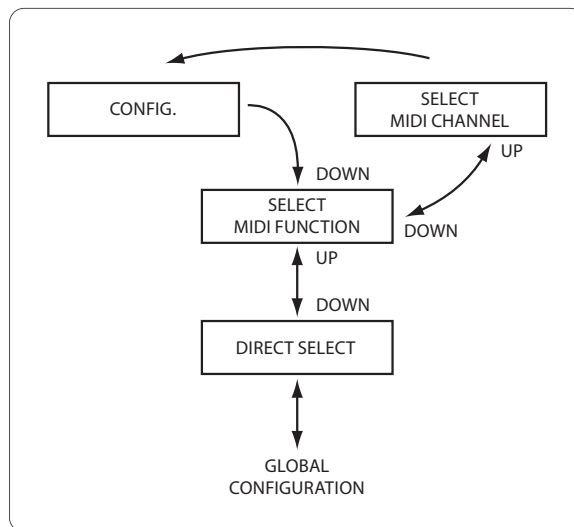 CONFIG.
SELECT
MIDI CHANNEL
UP
DOWN
SELECT
MIDI FUNCTION
DOWN
UP
DOWN
DIRECT SELECT
GLOBAL
CONFIGURATION